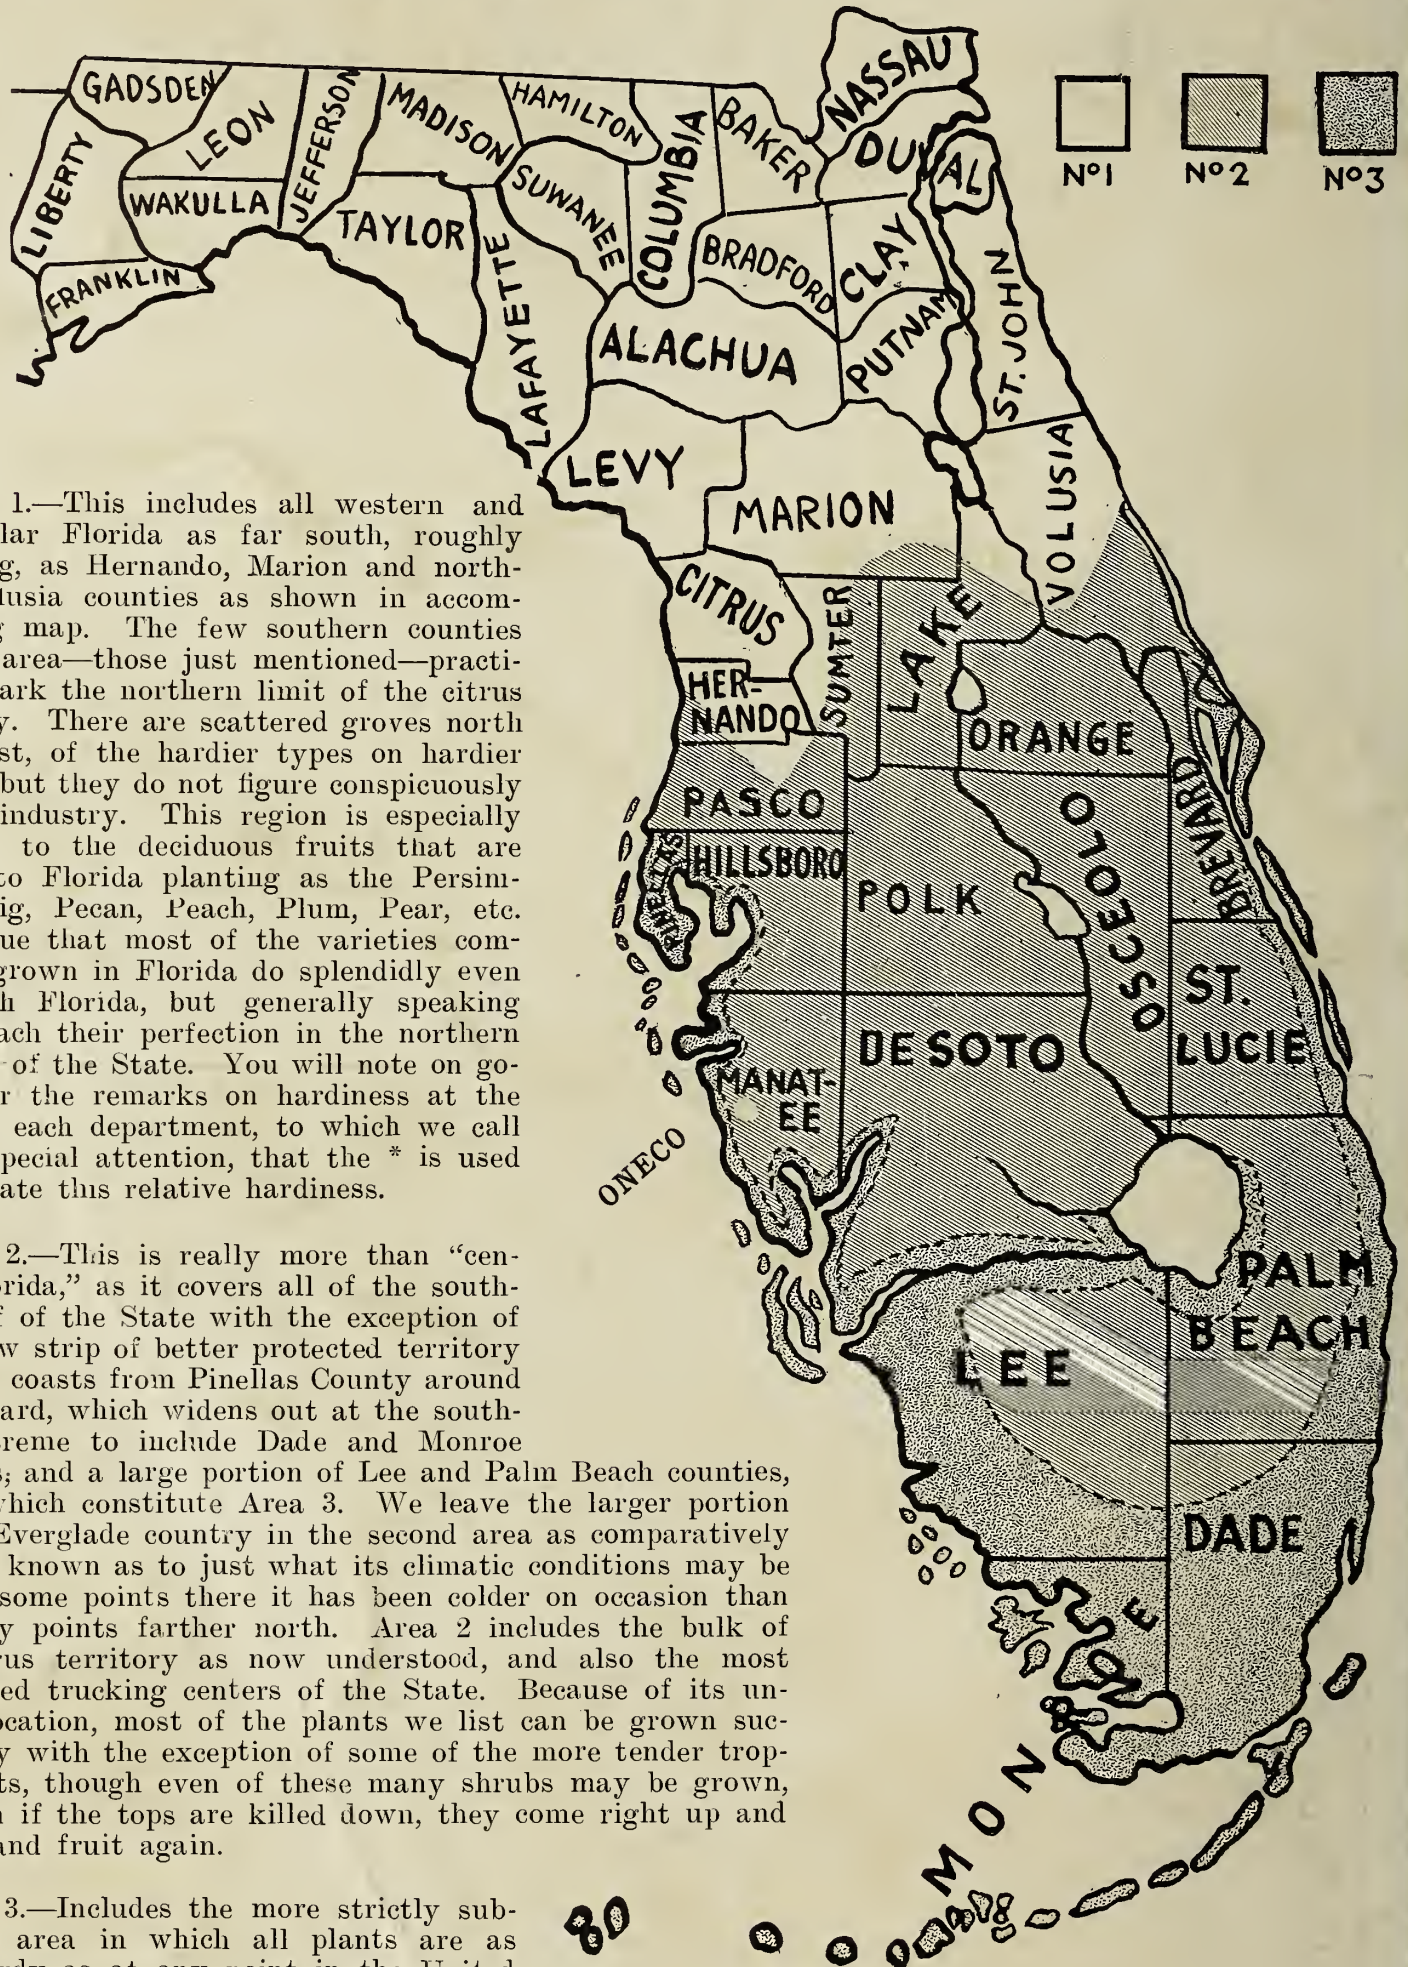 GADSDEN
LEON
JEFFERSON
MADISON
HAMILTON
COLUMBIA
BAKER
NASSAU
DUVAL
LIBERTY
WAKULLA
TAYLOR
LAFAYETTE
SUWANEE
BRADFORD
CLAY
ST. JOHN
FRANKLIN
ALACHUA
PUTNAM
LEVY
MARION
VOLUSIA
CITRUS
SUMTER
LAKE
HER-
NANDO
ORANGE
PASCO
PINELLAS
HILLSBORO
POLK
OSCEOLO
BREVARD
ST.
LUCIE
DE SOTO
MANAT-
EE
ONECO
PALM
BEACH
LEE
DADE
MONROE
Nº1
Nº2
Nº3
1.—This includes all western and
lar Florida as far south, roughly
g, as Hernando, Marion and north-
lusia counties as shown in accom-
g map. The few southern counties
area—those just mentioned—practi-
ark the northern limit of the citrus
y. There are scattered groves north
st, of the hardier types on hardier
but they do not figure conspicuously
industry. This region is especially
to the deciduous fruits that are
to Florida planting as the Persim-
ig, Pecan, Peach, Plum, Pear, etc.
ue that most of the varieties com-
grown in Florida do splendidly even
h Florida, but generally speaking
ach their perfection in the northern
of the State. You will note on go-
r the remarks on hardiness at the
each department, to which we call
pecial attention, that the * is used
ate this relative hardiness.
2.—This is really more than “cen-
rida,” as it covers all of the south-
f of the State with the exception of
w strip of better protected territory
coasts from Pinellas County around
ard, which widens out at the south-
reme to include Dade and Monroe
s; and a large portion of Lee and Palm Beach counties,
which constitute Area 3. We leave the larger portion
Everglade country in the second area as comparatively
known as to just what its climatic conditions may be
some points there it has been colder on occasion than
y points farther north. Area 2 includes the bulk of
rus territory as now understood, and also the most
ed trucking centers of the State. Because of its un-
ocation, most of the plants we list can be grown suc-
y with the exception of some of the more tender trop-
ts, though even of these many shrubs may be grown,
n if the tops are killed down, they come right up and
and fruit again.
3.—Includes the more strictly sub-
area in which all plants are as